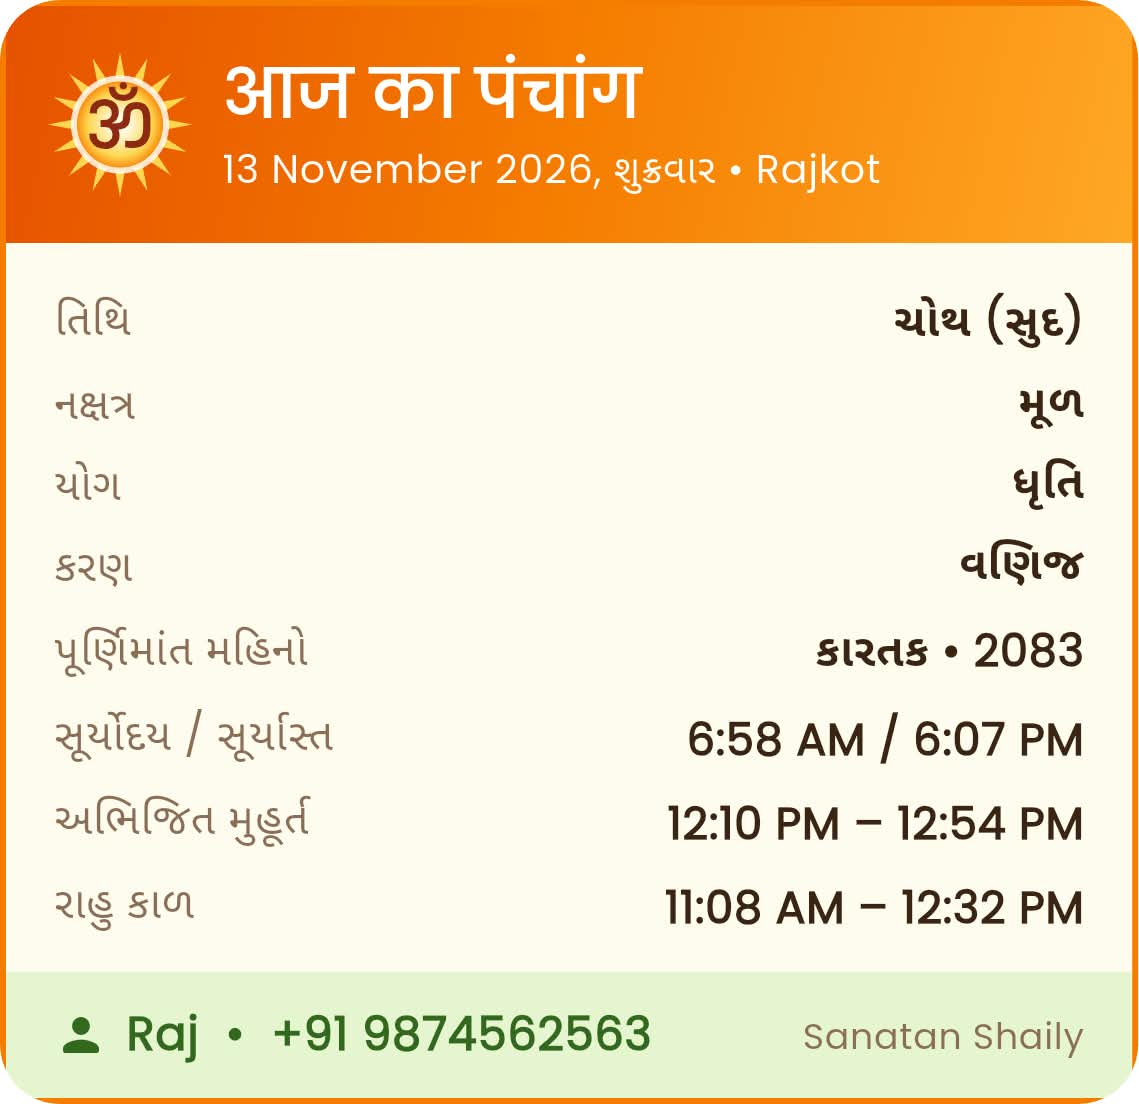 ॐ
आज का पंचांग
13 November 2026, શુક્રવાર • Rajkot
તિથિ ચોથ (સુદ)
નક્ષત્ર મૂળ
યોગ ધૃતિ
કરણ વણિજ
પૂર્ણિમાંત મહિનો કારતક • 2083
સૂર્યોદય / સૂર્યાસ્ત 6:58 AM / 6:07 PM
અભિજિત મુહૂર્ત 12:10 PM – 12:54 PM
રાહુ કાળ 11:08 AM – 12:32 PM
Raj • +91 9874562563 Sanatan Shaily